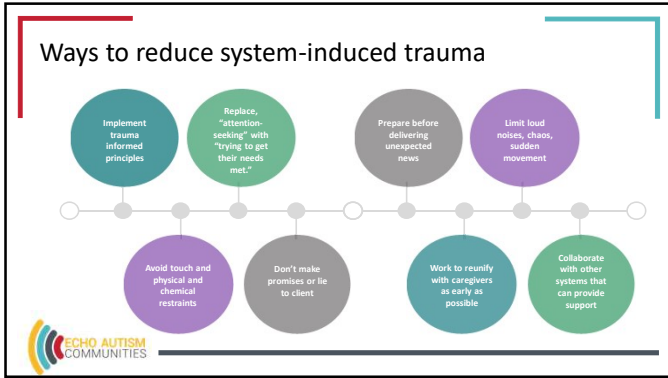 Ways to reduce system-induced trauma
Implement
trauma
informed
principles
Avoid touch and
physical and
chemical
restraints
Replace,
“attention-
seeking” with
“trying to get
their needs
met.”
Don’t make
promises or lie
to client
Prepare before
delivering
unexpected
news
Work to reunify
with caregivers
as early as
possible
Limit loud
noises, chaos,
sudden
movement
Collaborate
with other
systems that
can provide
support
ECHO AUTISM
COMMUNITIES